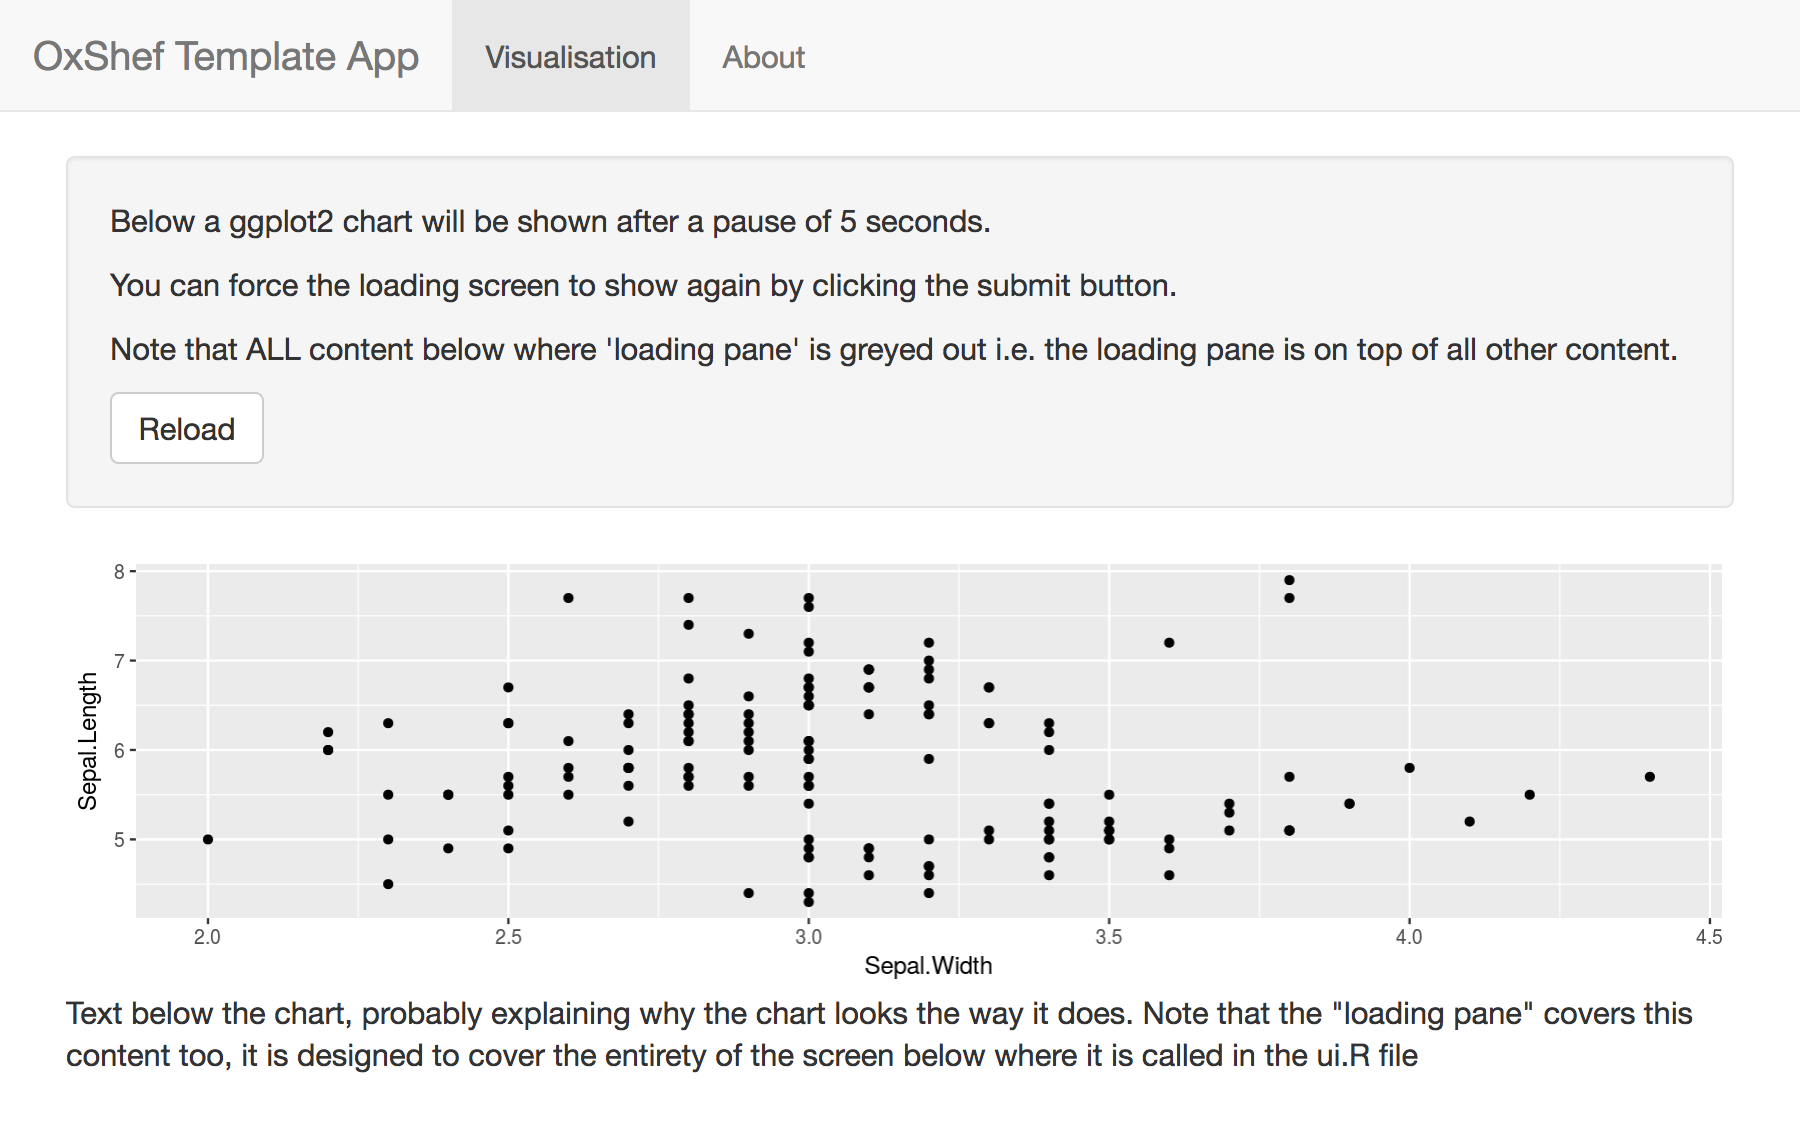 OxShef Template App Visualisation About
Below a ggplot2 chart will be shown after a pause of 5 seconds.
You can force the loading screen to show again by clicking the submit button.
Note that ALL content below where 'loading pane' is greyed out i.e. the loading pane is on top of all other content.
Reload
8
7
6
5
Sepal.Length
2.0 2.5 3.0 3.5 4.0 4.5
Sepal.Width
Text below the chart, probably explaining why the chart looks the way it does. Note that the "loading pane" covers this
content too, it is designed to cover the entirety of the screen below where it is called in the ui.R file